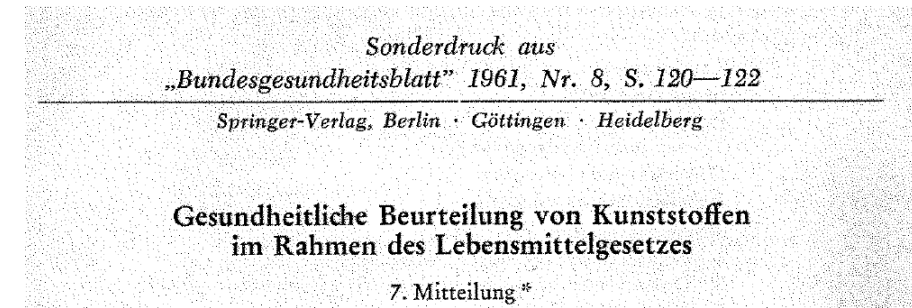 Sonderdruck aus
„Bundesgesundheitsblatt” 1961, Nr. 8, S. 120—122
Springer-Verlag, Berlin · Göttingen · Heidelberg
Gesundheitliche Beurteilung von Kunststoffen
im Rahmen des Lebensmittelgesetzes
7. Mitteilung *